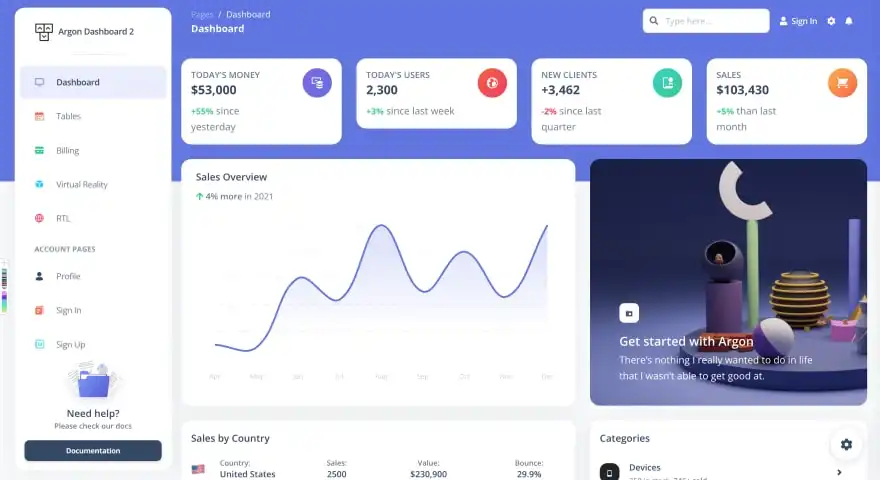 Argon Dashboard 2
Dashboard
Tables
Billing
Virtual Reality
RTL
ACCOUNT PAGES
Profile
Sign In
Sign Up
Need help?
Please check our docs
Documentation
Pages / Dashboard
Dashboard
Type here...
Sign In
TODAY'S MONEY
$53,000
+55% since
yesterday
TODAY'S USERS
2,300
+3% since last week
NEW CLIENTS
+3,462
-2% since last
quarter
SALES
$103,430
+5% than last
month
Sales Overview
4% more in 2021
Apr May Jun Jul Aug Sep Oct Nov Dec
Get started with Argon
There's nothing I really wanted to do in life
that I wasn't able to get good at.
Sales by Country
Country: Sales: Value: Bounce:
United States 2500 $230,900 29.9%
Categories
Devices